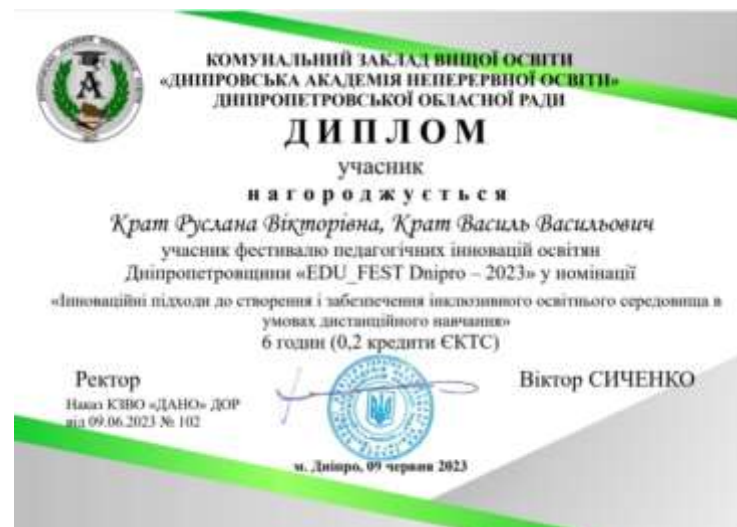 КОМУНАЛЬНИЙ ЗАКЛАД ВИЩОЇ ОСВІТИ
«ДНІПРОВСЬКА АКАДЕМІЯ НЕПЕРЕРВНОЇ ОСВІТИ»
ДНІПРОПЕТРОВСЬКОЇ ОБЛАСНОЇ РАДИ
ДИПЛОМ
учасник
нагороджується
Крат Руслана Вікторівна, Крат Василь Васильович
учасник фестивалю педагогічних інновацій освітян
Дніпропетровщини «EDU_FEST Dnipro – 2023» у номінації
«Інноваційні підходи до створення і забезпечення інклюзивного освітнього середовища в
умовах дистанційного навчання»
6 годин (0,2 кредити ЄКТС)
Ректор
Віктор СИЧЕНКО
Наказ КЗВО «ДАНО» ДОР
від 09.06.2023 № 102
м. Дніпро, 09 червня 2023